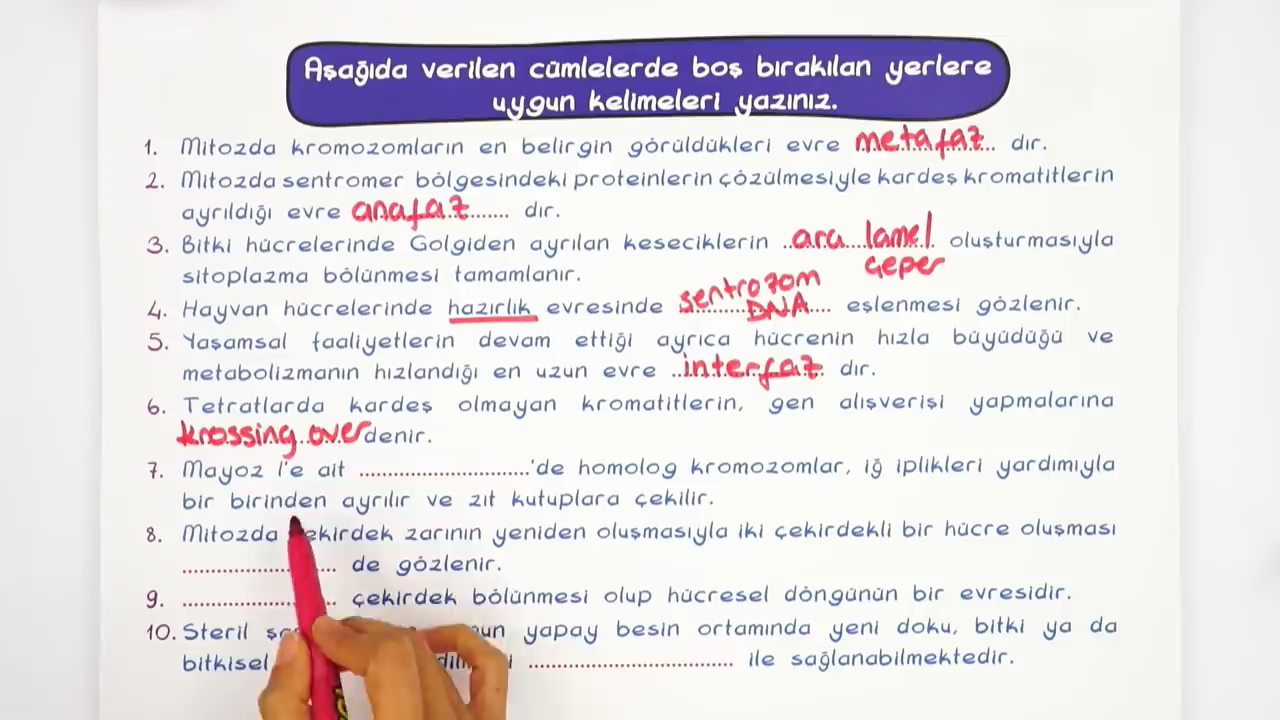 Aşağıda verilen cümlelerde boş bırakılan yerlere
uygun kelimeleri yazınız.
1. Mitozda kromozomların en belirgin görüldükleri evre metafaz dır.
2. Mitozda sentromer bölgesindeki proteinlerin çözülmesiyle kardeş kromatitlerin
ayrıldığı evre anafaz dır.
3. Bitki hücrelerinde Golgiden ayrılan keseciklerin ara lamel oluşturmasıyla
çeper
sitoplazma bölünmesi tamamlanır.
sentrozom
4. Hayvan hücrelerinde hazırlık evresinde DNA eşlenmesi gözlenir.
5. Yaşamsal faaliyetlerin devam ettiği ayrıca hücrenin hızla büyüdüğü ve
metabolizmanın hızlandığı en uzun evre interfaz dır.
6. Tetratlarda kardeş olmayan kromatitlerin, gen alışverişi yapmalarına
krossing over denir.
7. Mayoz I'e ait ..............................'de homolog kromozomlar, iğ iplikleri yardımıyla
bir birinden ayrılır ve zıt kutuplara çekilir.
8. Mitozda zarının yeniden oluşmasıyla iki çekirdekli bir hücre oluşması
........................... de gözlenir.
9. ........................... çekirdek bölünmesi olup hücresel döngünün bir evresidir.
10. Steril yapay besin ortamında yeni doku, bitki ya da
bitkisel .................................... ile sağlanabilmektedir.